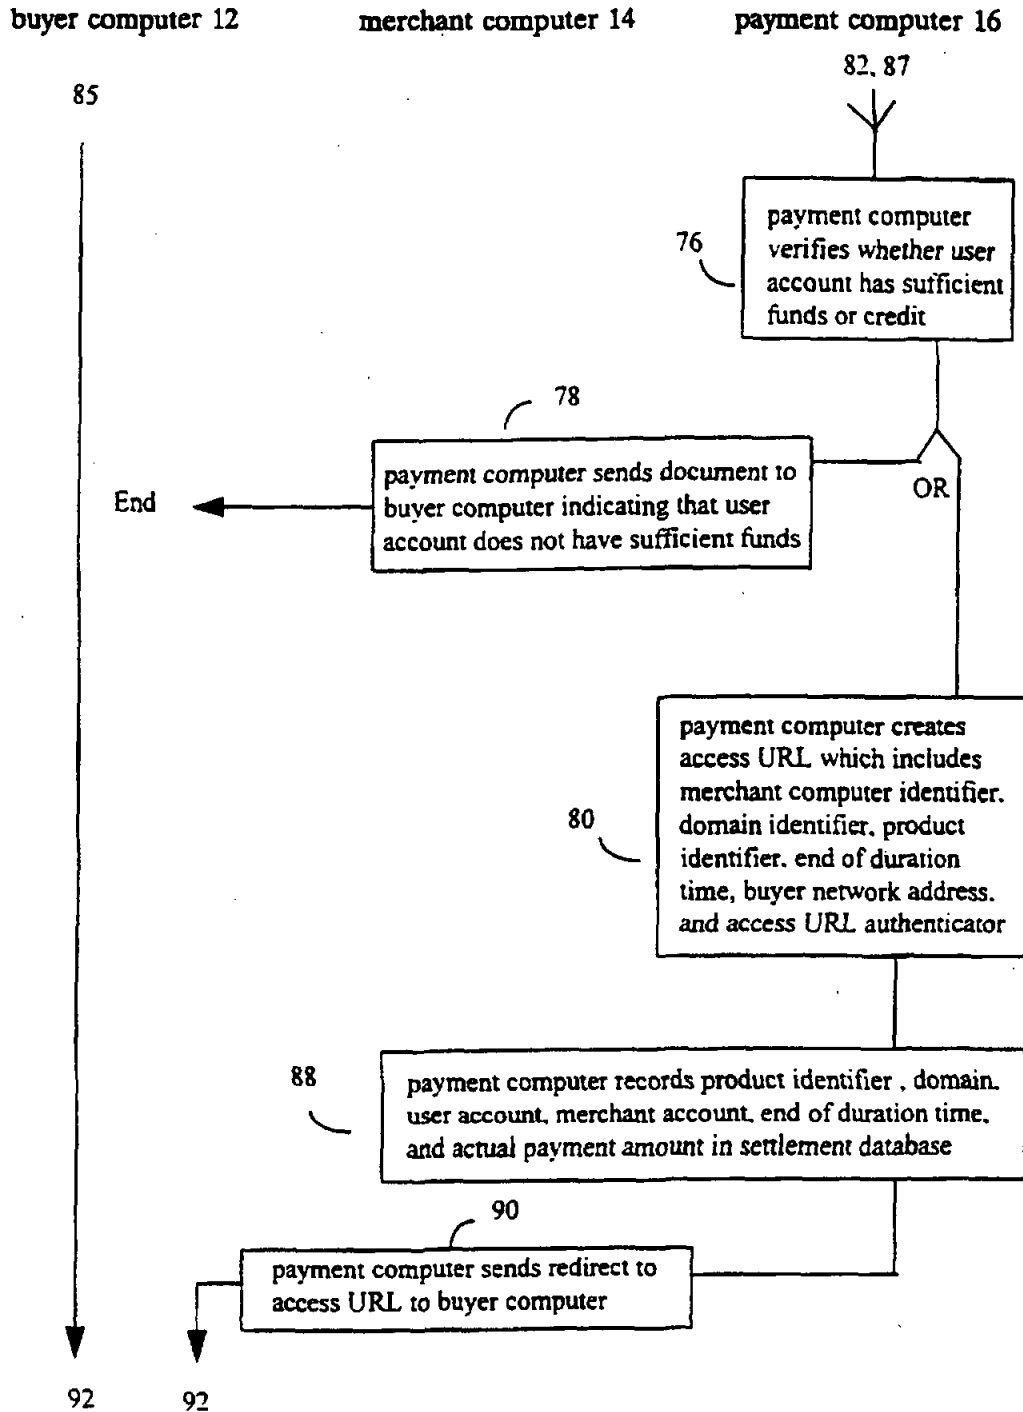 buyer computer 12 merchant computer 14 payment computer 16
82, 87
85
payment computer
verifies whether user
account has sufficient
funds or credit
76
78
payment computer sends document to
buyer computer indicating that user
account does not have sufficient funds
End
OR
payment computer creates
access URL which includes
merchant computer identifier,
domain identifier, product
identifier, end of duration
time, buyer network address,
and access URL authenticator
80
88
payment computer records product identifier , domain,
user account, merchant account, end of duration time,
and actual payment amount in settlement database
90
payment computer sends redirect to
access URL to buyer computer
92 92